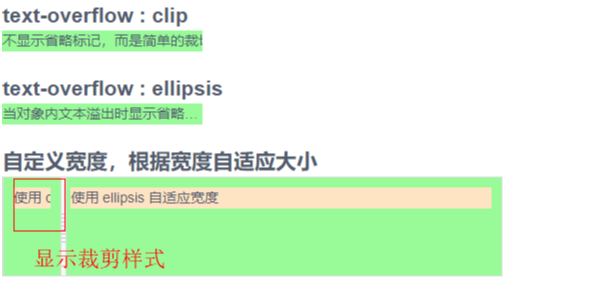 text-overflow : clip
不显示省略标记，而是简单的裁
text-overflow : ellipsis
当对象内文本溢出时显示省略...
自定义宽度，根据宽度自适应大小
使用 c
使用 ellipsis 自适应宽度
显示裁剪样式